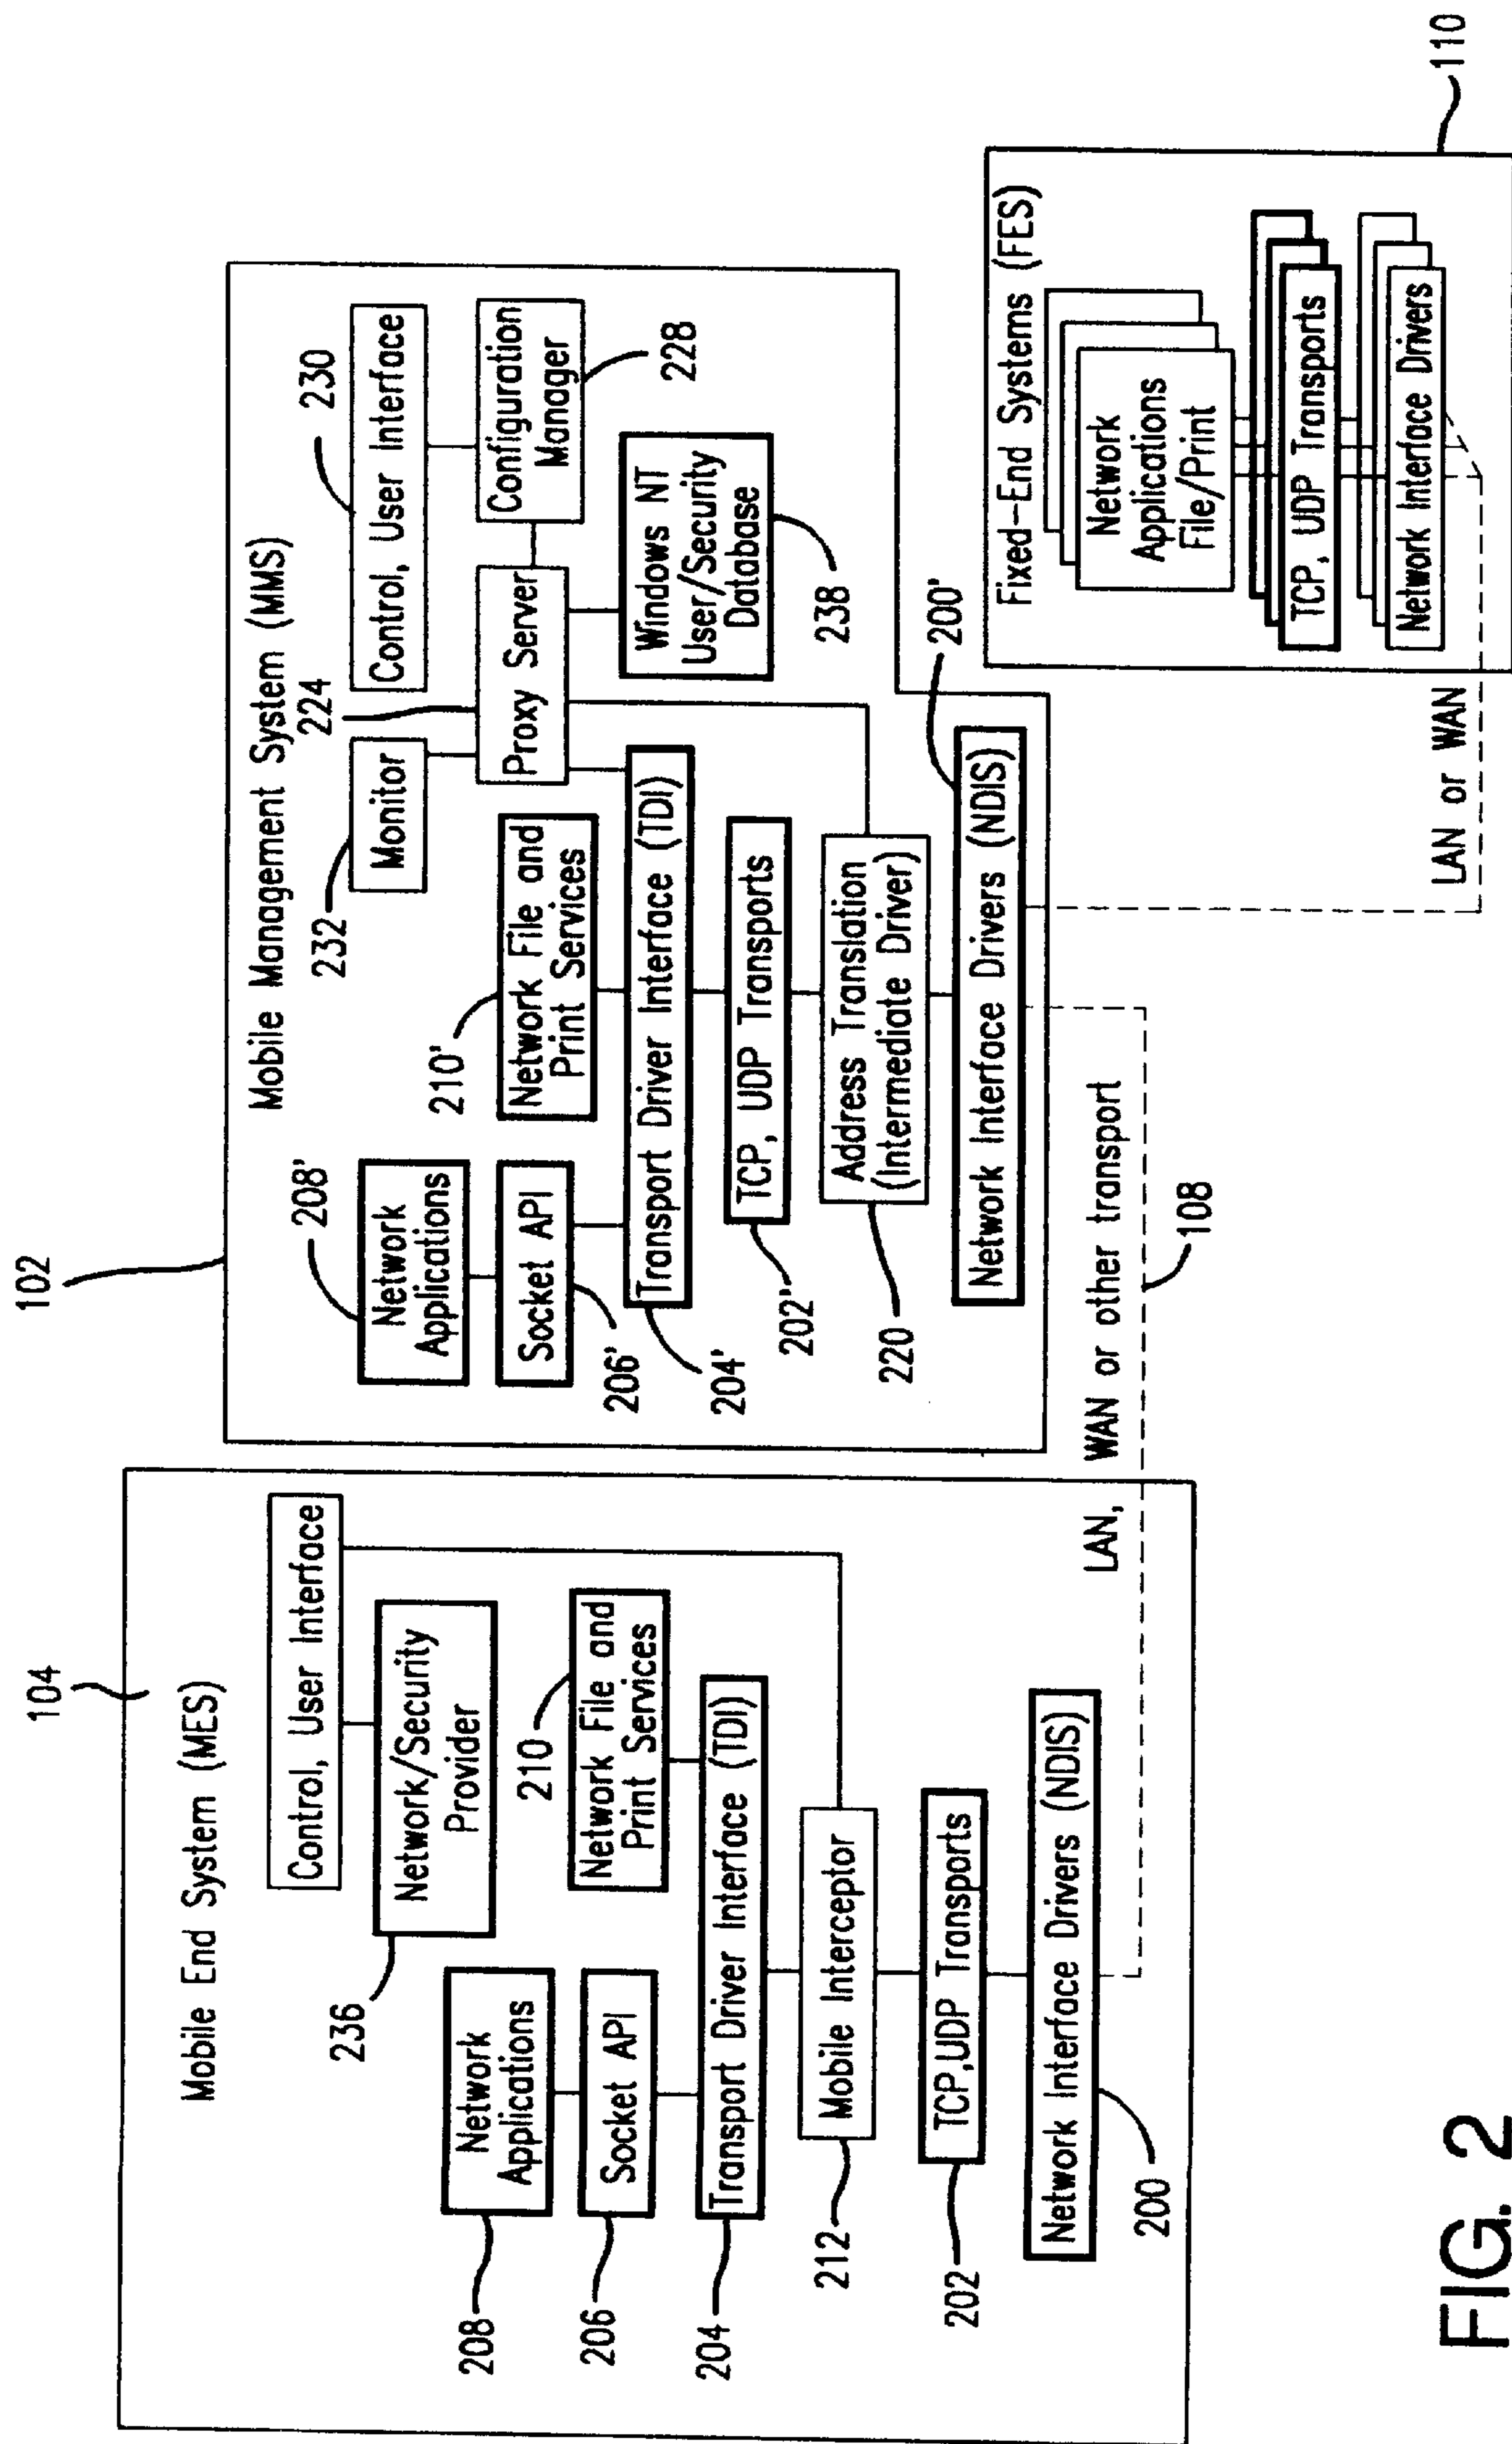 104
Mobile End System (MES)
Control, User Interface
Network/Security
Provider
236
Network
Applications
208
210
Network File and
Print Services
Socket API
206
Transport Driver Interface (TDI)
204
Mobile Interceptor
212
TCP,UDP Transports
202
Network Interface Drivers (NDIS)
200
LAN, WAN or other transport
108
102
Mobile Management System (MMS)
208'
Network
Applications
232
Monitor
224
230
Control, User Interface
Socket API
206'
210'
Network File and
Print Services
Proxy Server
Configuration
Manager
228
Transport Driver Interface (TDI)
204'
Windows NT
User/Security
Database
238
TCP, UDP Transports
202'
Address Translation
(Intermediate Driver)
220
Network Interface Drivers (NDIS)
200'
LAN or WAN
Fixed-End Systems (FES)
Network
Applications
File/Print
TCP, UDP Transports
Network Interface Drivers
110
FIG. 2